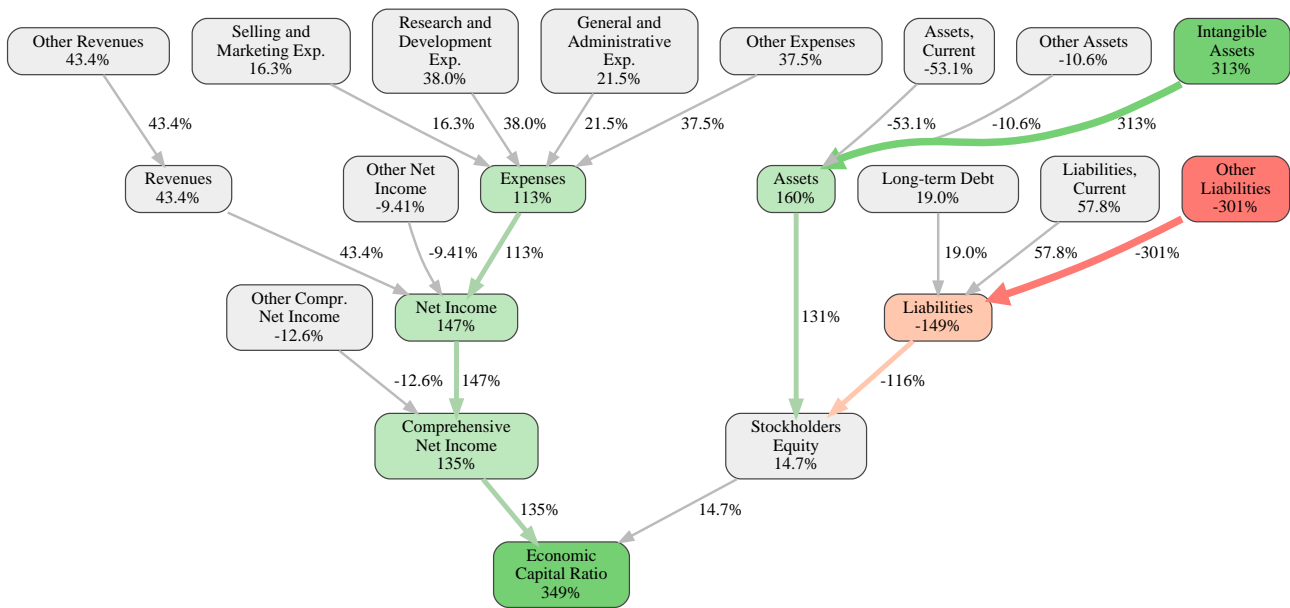 Other Revenues
43.4%
Selling and
Marketing Exp.
16.3%
Research and
Development
Exp.
38.0%
General and
Administrative
Exp.
21.5%
Other Expenses
37.5%
Assets,
Current
-53.1%
Other Assets
-10.6%
Intangible
Assets
313%
43.4%
16.3%
38.0%
21.5%
37.5%
-53.1%
-10.6%
313%
Revenues
43.4%
Other Net
Income
-9.41%
Expenses
113%
Assets
160%
Long-term Debt
19.0%
Liabilities,
Current
57.8%
Other
Liabilities
-301%
43.4%
-9.41%
113%
19.0%
57.8%
-301%
Other Compr.
Net Income
-12.6%
Net Income
147%
131%
Liabilities
-149%
-12.6%
147%
-116%
Comprehensive
Net Income
135%
Stockholders
Equity
14.7%
135%
14.7%
Economic
Capital Ratio
349%